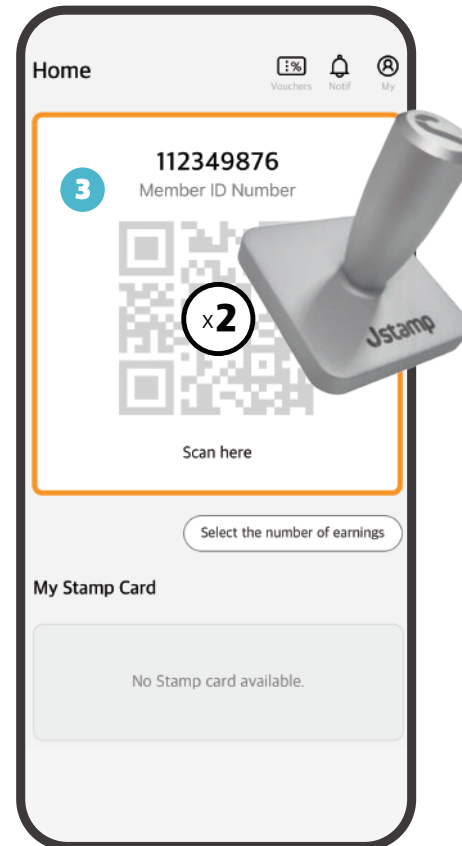 Home
Vouchers
Notif
My
3
112349876
Member ID Number
x2
Jstamp
Scan here
Select the number of earnings
My Stamp Card
No Stamp card available.